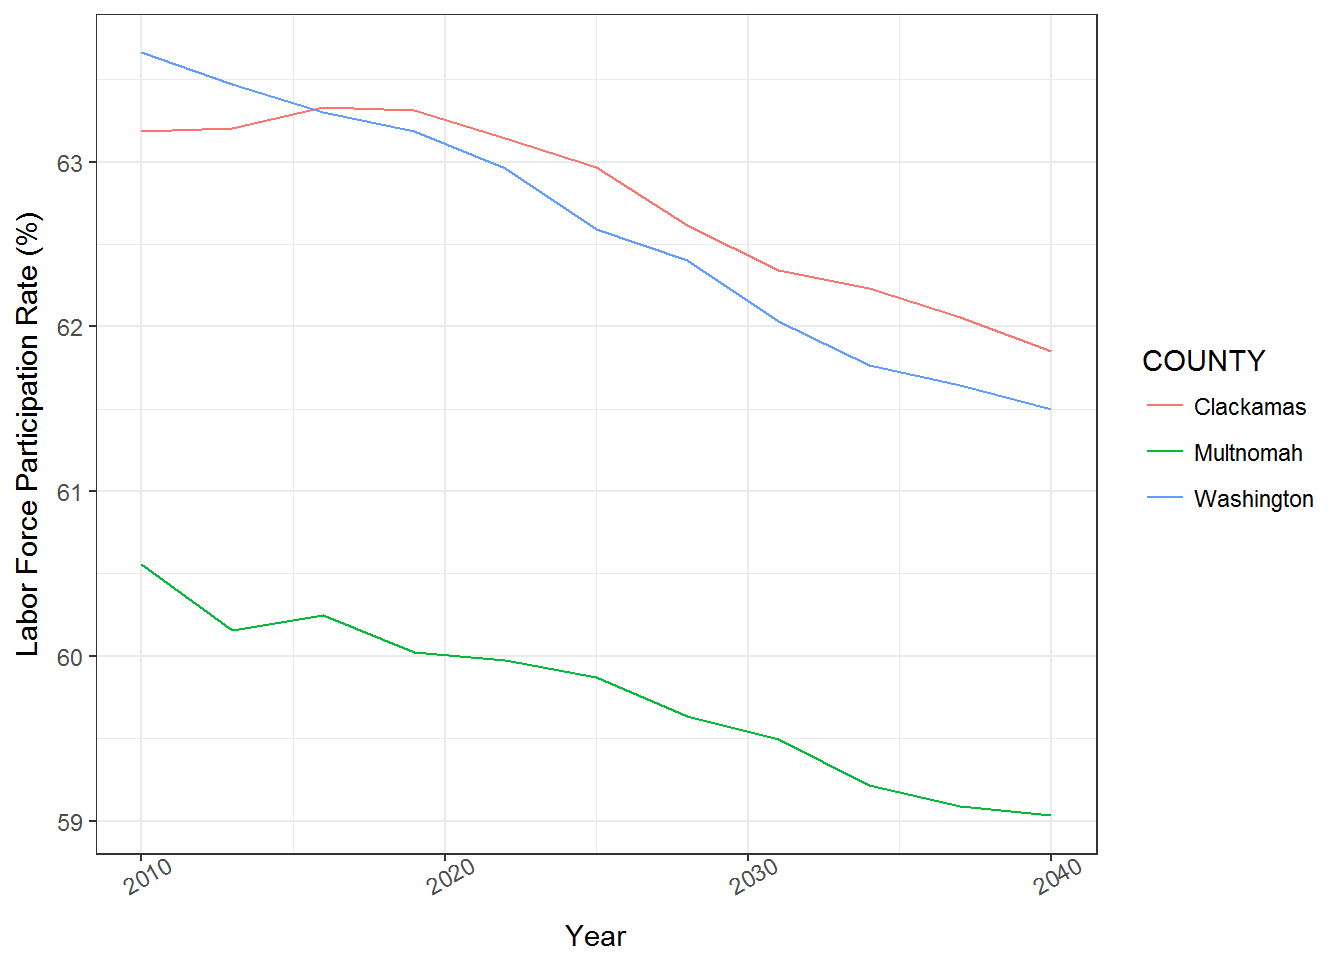 Labor Force Participation Rate (%)
63
62
61
60
59
2010
2020
2030
2040
Year
COUNTY
Clackamas
Multnomah
Washington